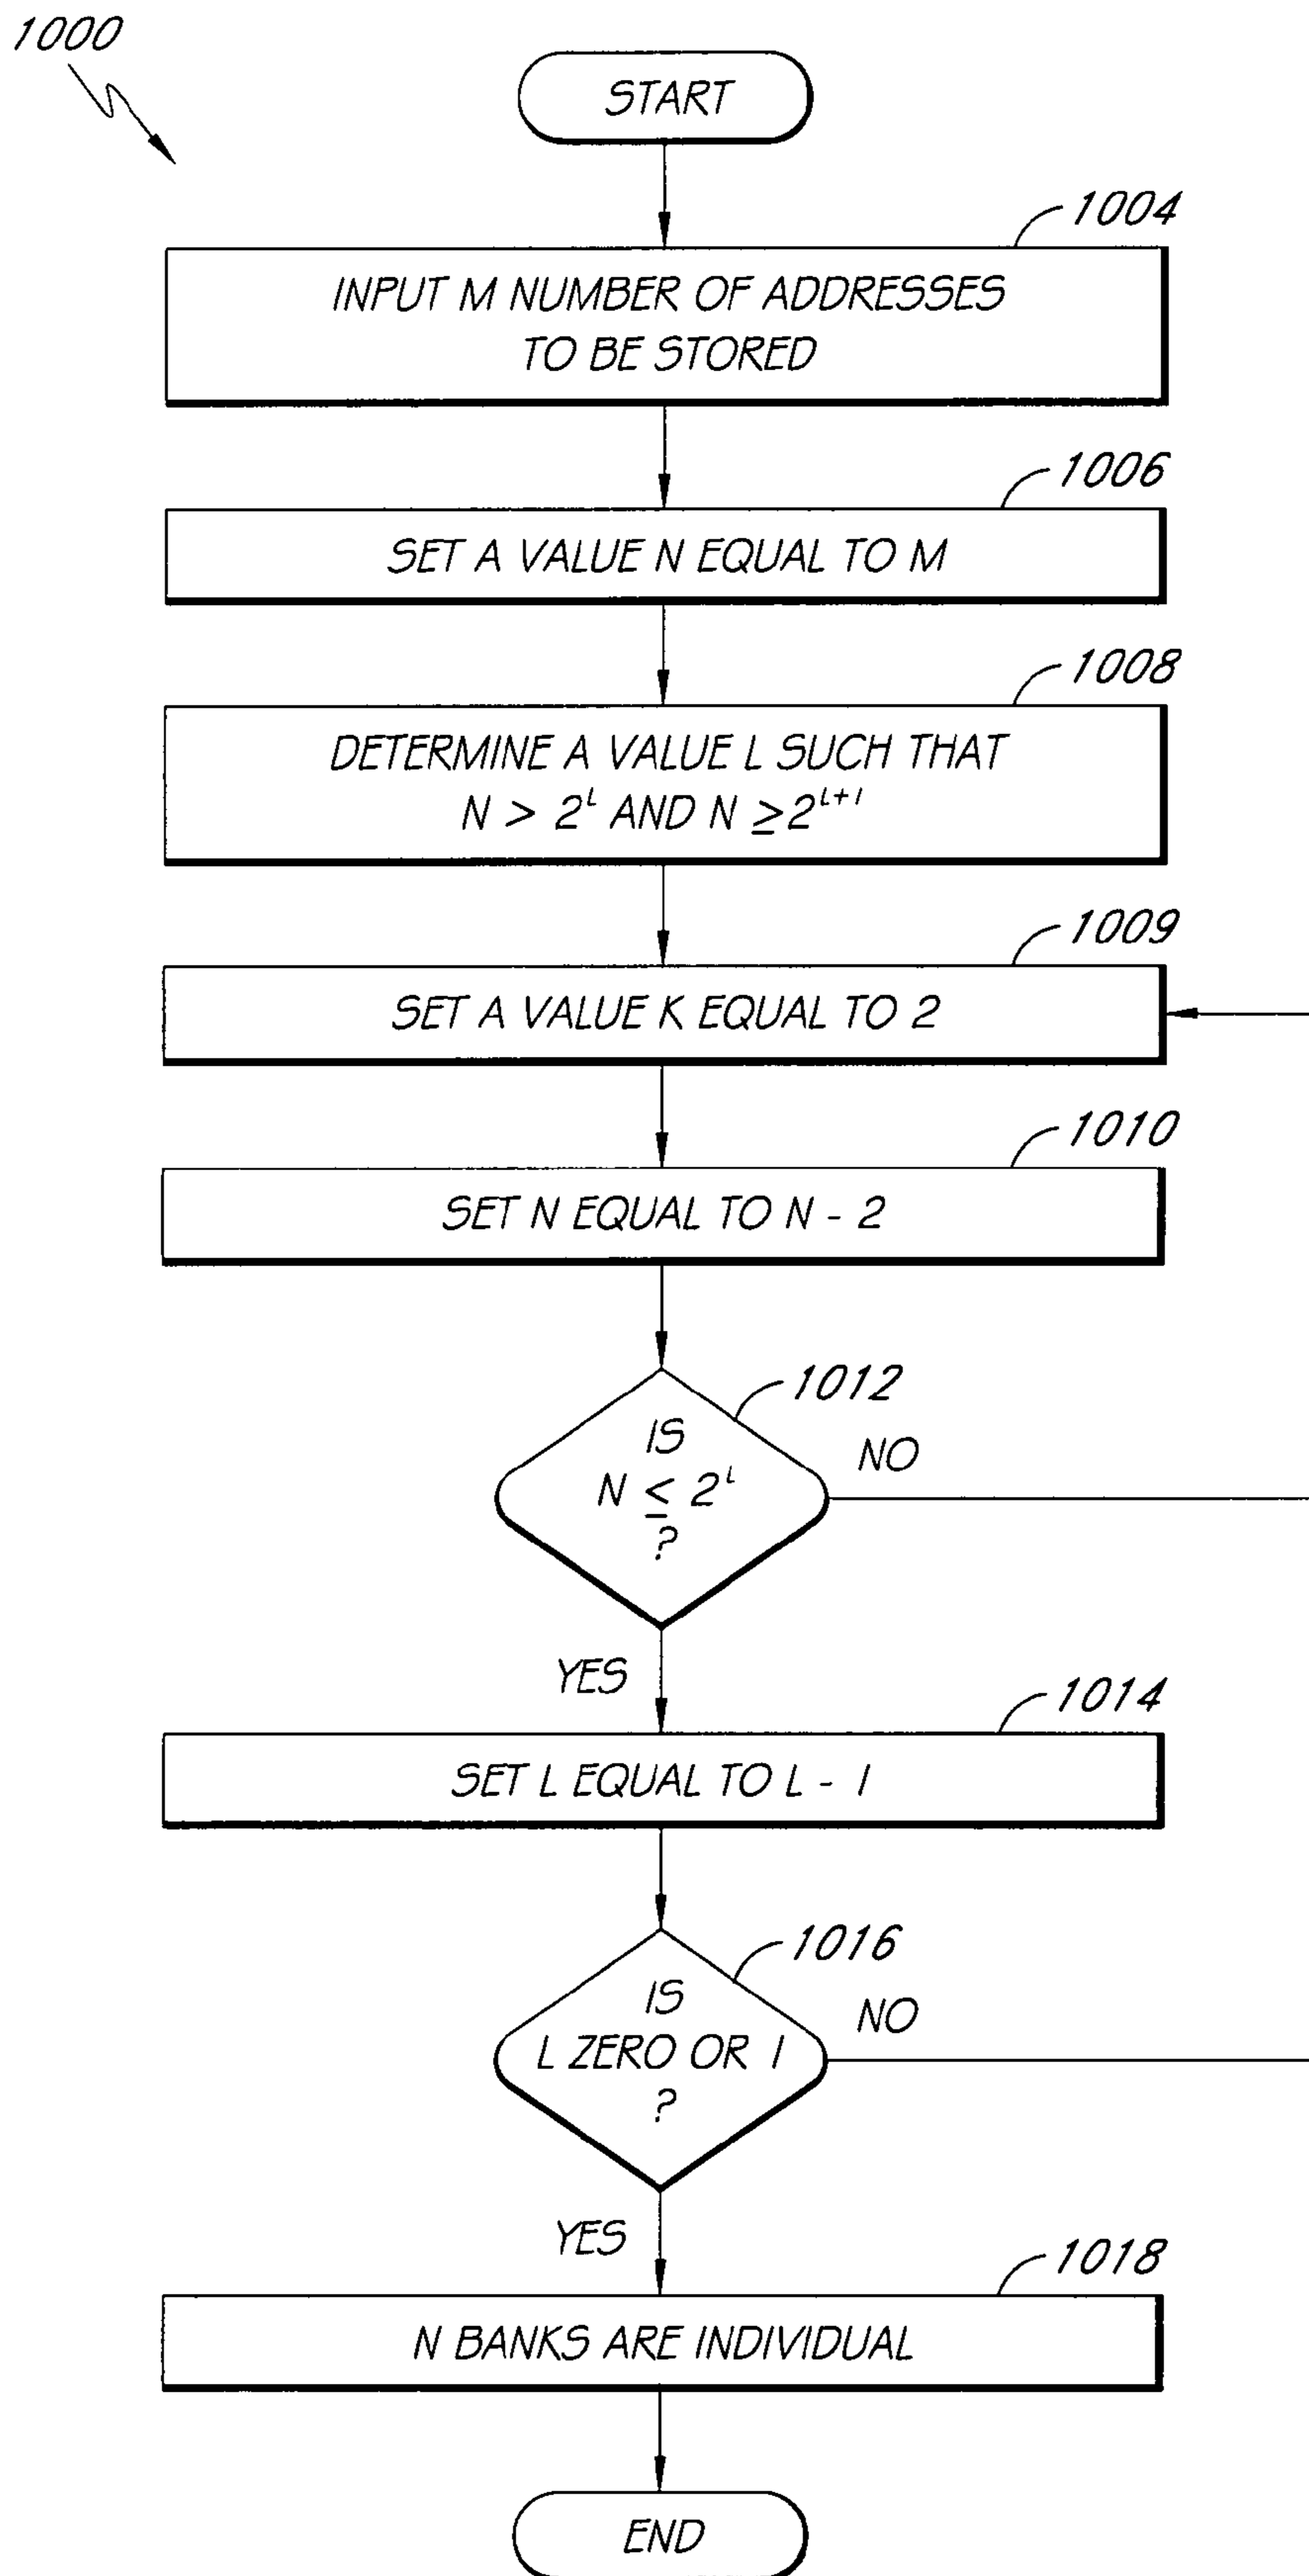 1000
START
1004
INPUT M NUMBER OF ADDRESSES
TO BE STORED
1006
SET A VALUE N EQUAL TO M
1008
DETERMINE A VALUE L SUCH THAT
N > 2^L AND N ≥ 2^L+1
1009
SET A VALUE K EQUAL TO 2
1010
SET N EQUAL TO N - 2
1012
IS
N ≤ 2^L
?
NO
YES
1014
SET L EQUAL TO L - 1
1016
IS
L ZERO OR 1
?
NO
YES
1018
N BANKS ARE INDIVIDUAL
END